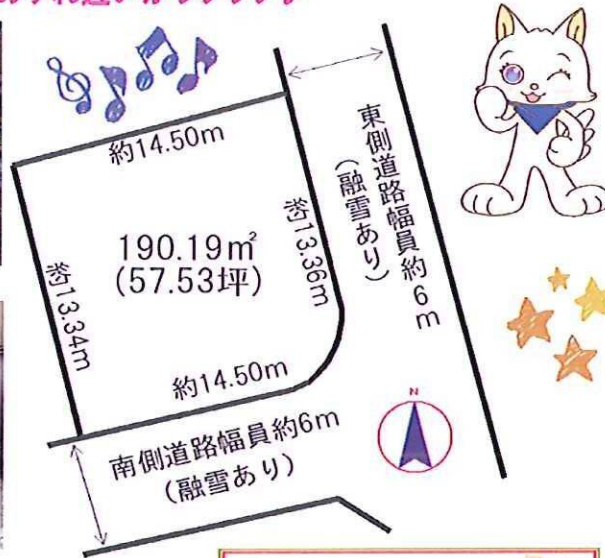 約14.50m
190.19㎡
(57.53坪)
約13.34m
約13.36m
約14.50m
東側道路幅員約6m
(融雪あり)
南側道路幅員約6m
(融雪あり)
N